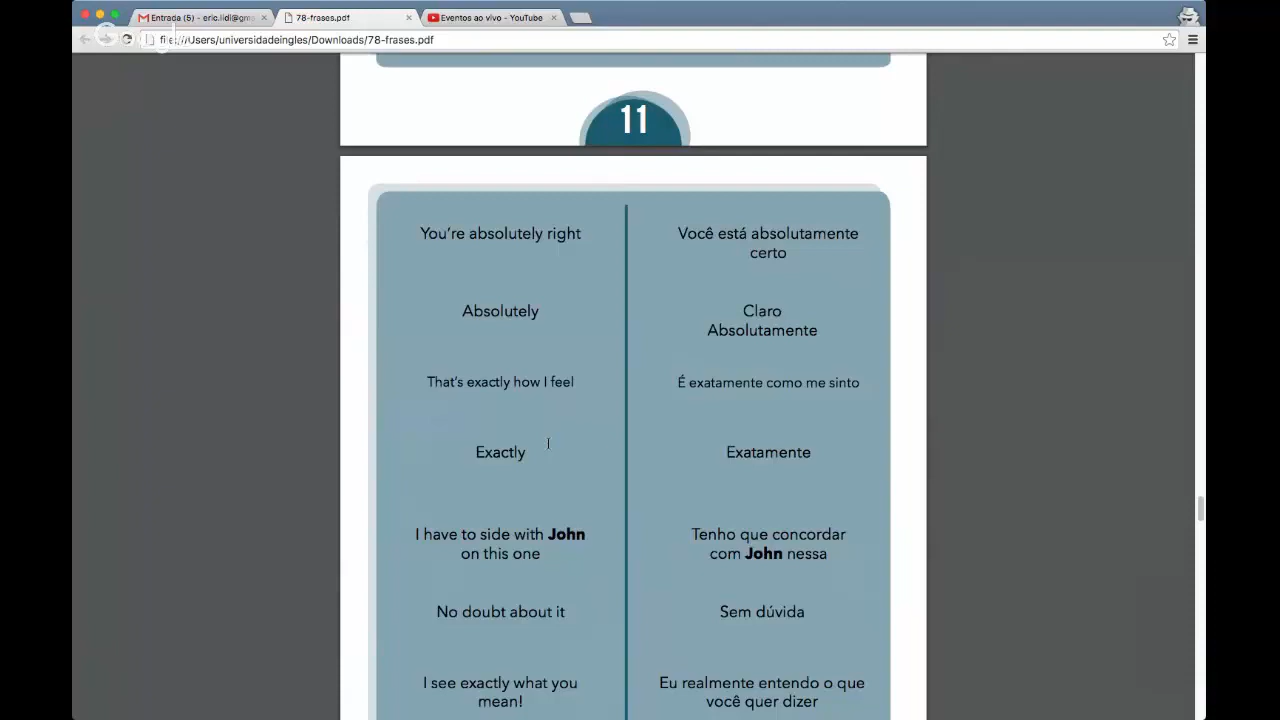 Entrada (5) - eric.lidi@gm
78-frases.pdf
Eventos ao vivo - YouTube
file:///Users/universidadeingles/Downloads/78-frases.pdf
11
You're absolutely right
Você está absolutamente
certo
Absolutely
Claro
Absolutamente
That's exactly how I feel
É exatamente como me sinto
Exactly
Exatamente
I have to side with John
on this one
Tenho que concordar
com John nessa
No doubt about it
Sem dúvida
I see exactly what you
mean!
Eu realmente entendo o que
você quer dizer